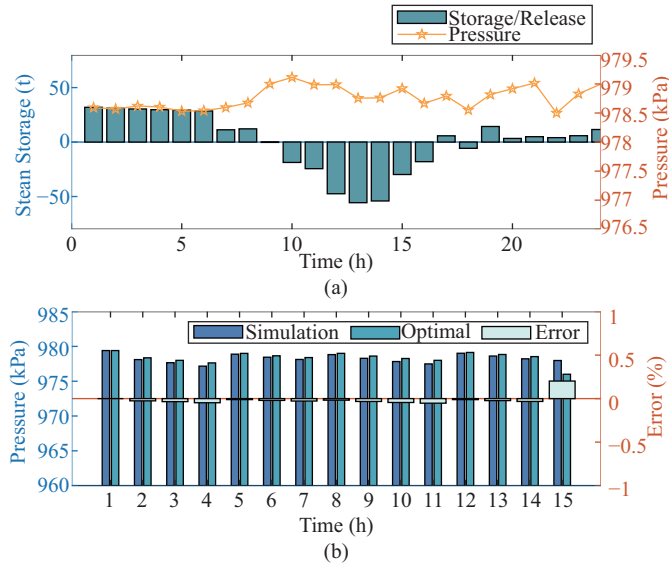 Storage/Release
Pressure
50
0
−50
Stean Storage (t)
979.5
979
978.5
978
977.5
977
976.5
Pressure (kPa)
0 5 10 15 20
Time (h)
(a)
Simulation Optimal Error
985
980
975
970
965
960
Pressure (kPa)
1
0.5
0
−0.5
−1
Error (%)
1 2 3 4 5 6 7 8 9 10 11 12 13 14 15
Time (h)
(b)